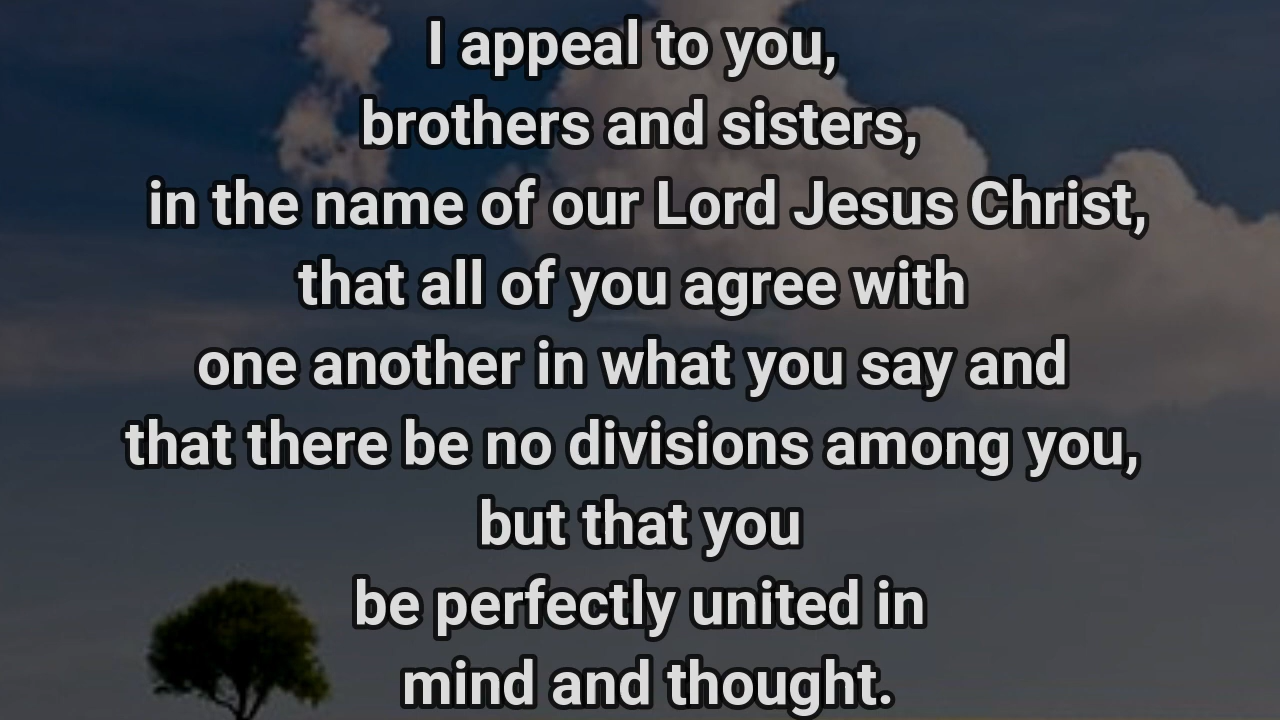 I appeal to you,
brothers and sisters,
in the name of our Lord Jesus Christ,
that all of you agree with
one another in what you say and
that there be no divisions among you,
but that you
be perfectly united in
mind and thought.